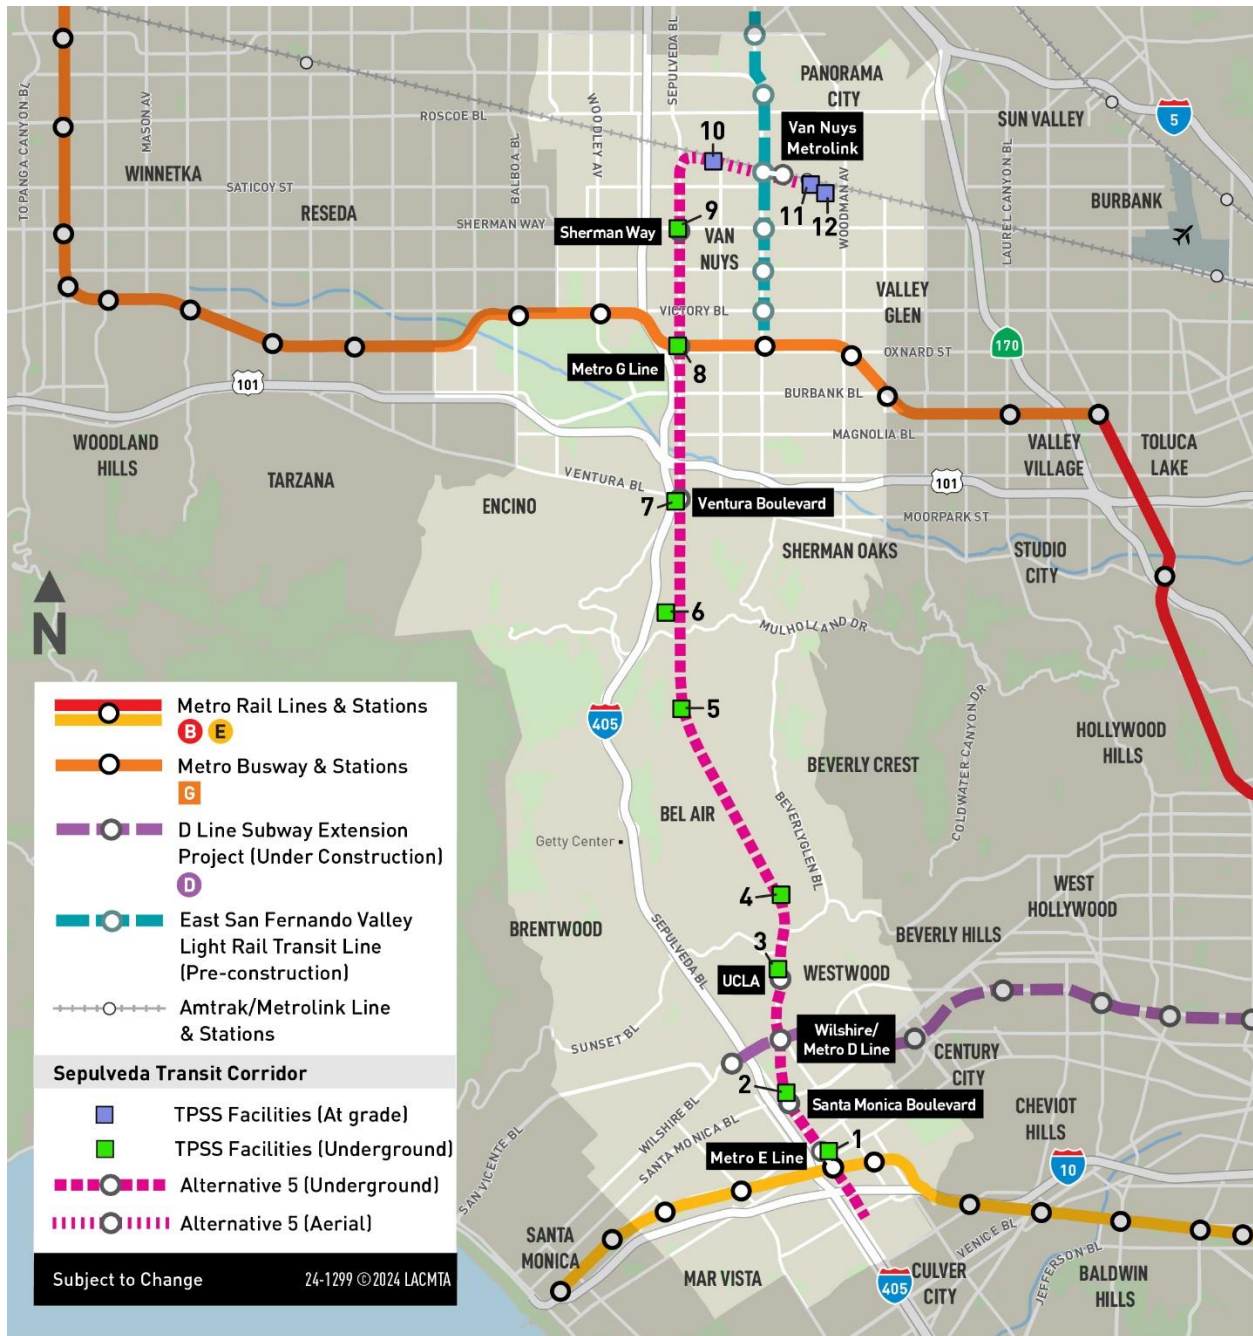 SEPULVEDA BL
PANORAMA
CITY
5
SUN VALLEY
TOPANGA CANYON BL
MASON AV
ROSCOE BL
WOODLEY AV
BALBOA BL
10
Van Nuys
Metrolink
LAUREL CANYON BL
WINNETKA
SATICOY ST
RESEDA
SHERMAN WAY
Sherman Way
9
VAN
NUYS
11
12
WOODMAN AV
BURBANK
VICTORY BL
VALLEY
GLEN
OXNARD ST
170
Metro G Line
8
101
BURBANK BL
MAGNOLIA BL
WOODLAND
HILLS
TARZANA
VENTURA BL
VALLEY
VILLAGE
TOLUCA
LAKE
101
ENCINO
7
Ventura Boulevard
MOORPARK ST
SHERMAN OAKS
STUDIO
CITY
N
6
MULHOLLAND DR
5
405
COLDWATER CANYON DR
HOLLYWOOD
HILLS
BEVERLY CREST
BEL AIR
BEVERLYGLEN BL
Getty Center
4
WEST
HOLLYWOOD
BRENTWOOD
SEPULVEDA BL
BEVERLY HILLS
3
UCLA
WESTWOOD
SUNSET BL
Wilshire/
Metro D Line
CENTURY
CITY
2
Santa Monica Boulevard
WILSHIRE BL
SANTA MONICA BL
SAN VICENTE BL
CHEVIOT
HILLS
1
Metro E Line
10
SANTA
MONICA
VENICE BL
JEFFERSON BL
MAR VISTA
405
CULVER
CITY
BALDWIN
HILLS
Metro Rail Lines & Stations
B E
Metro Busway & Stations
G
D Line Subway Extension
Project (Under Construction)
D
East San Fernando Valley
Light Rail Transit Line
(Pre-construction)
Amtrak/Metrolink Line
& Stations
Sepulveda Transit Corridor
TPSS Facilities (At grade)
TPSS Facilities (Underground)
Alternative 5 (Underground)
Alternative 5 (Aerial)
Subject to Change 24-1299 ©2024 LACMTA